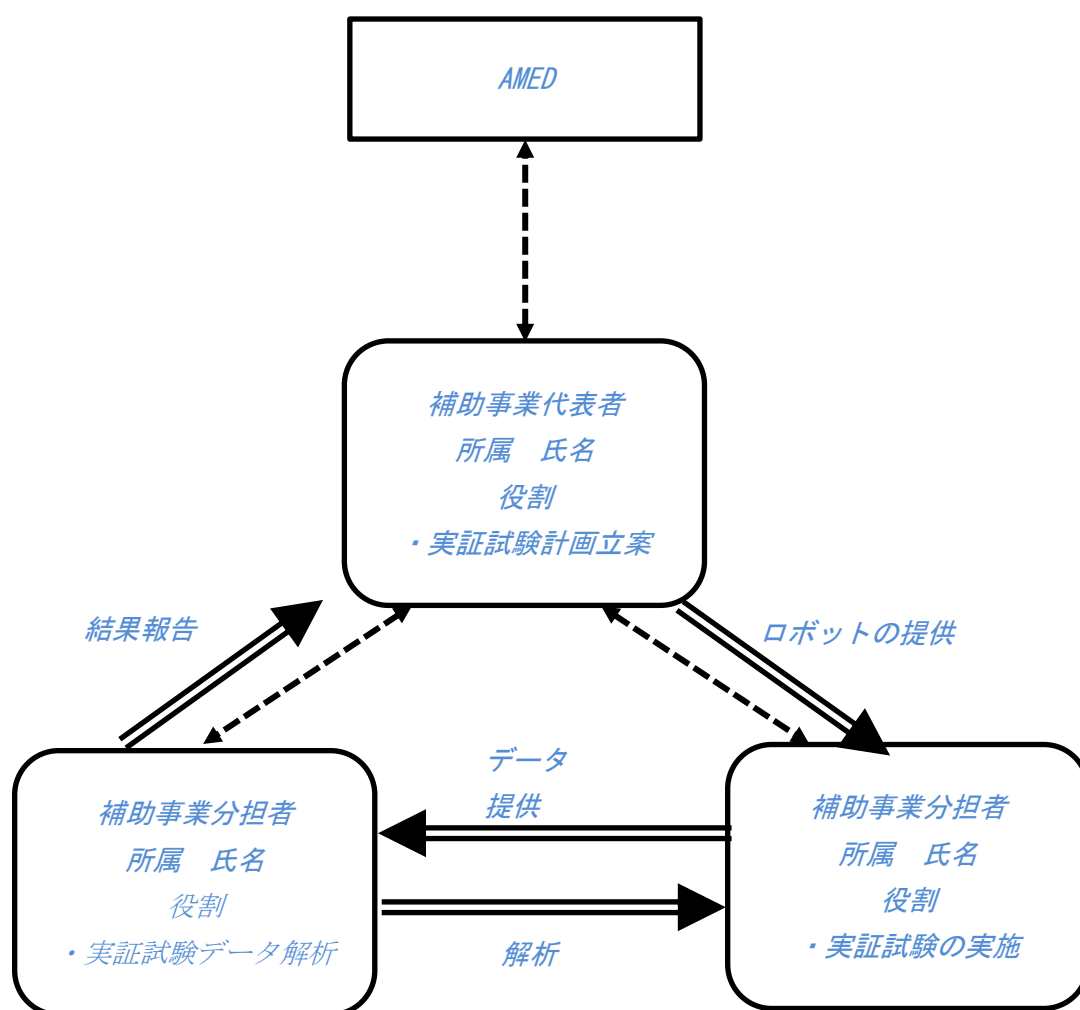 AMED
補助事業代表者
所属　氏名
役割
・実証試験計画立案
結果報告
ロボットの提供
データ
提供
補助事業分担者
所属　氏名
役割
・実証試験データ解析
補助事業分担者
所属　氏名
役割
・実証試験の実施
解析